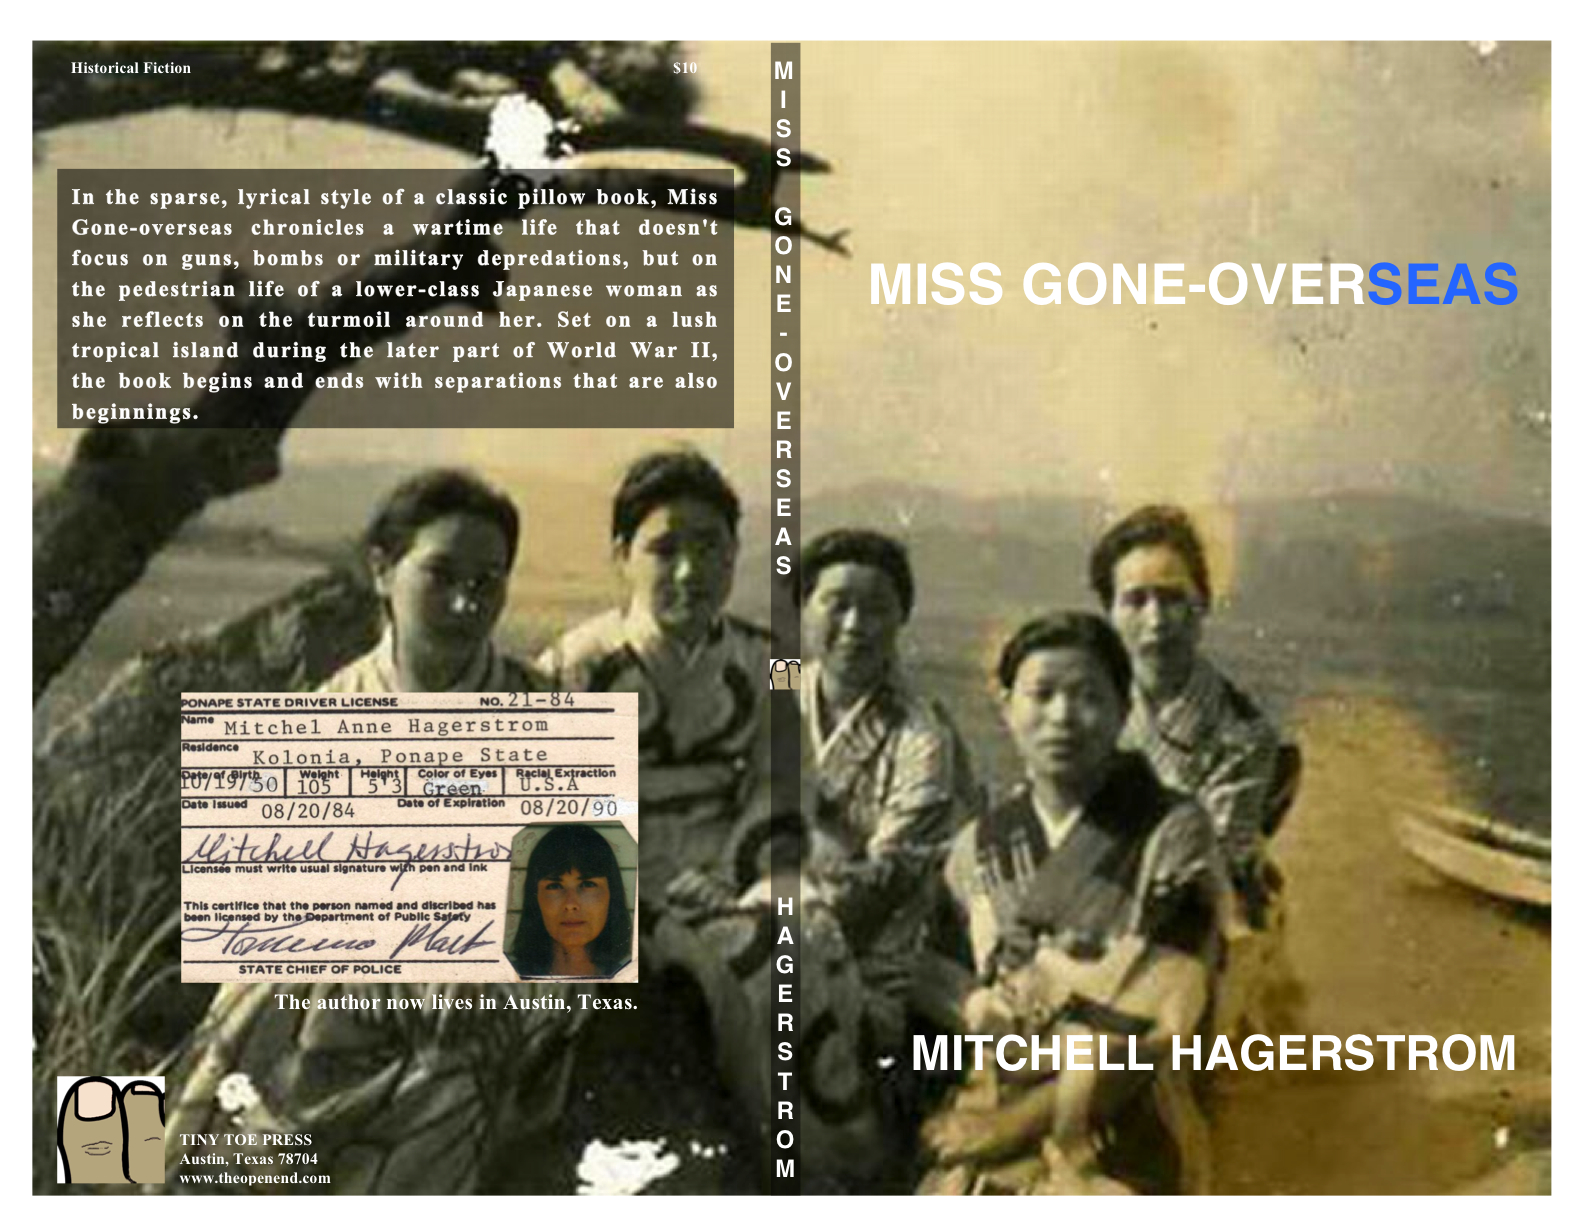 Historical Fiction
$10
In the sparse, lyrical style of a classic pillow book, Miss
Gone-overseas chronicles a wartime life that doesn't
focus on guns, bombs or military depredations, but on
the pedestrian life of a lower-class Japanese woman as
she reflects on the turmoil around her. Set on a lush
tropical island during the later part of World War II,
the book begins and ends with separations that are also
beginnings.
PONAPE STATE DRIVER LICENSE NO. 21-84
Name Mitchel Anne Hagerstrom
Residence Kolonia, Ponape State
Date of Birth Weight Height Color of Eyes Racial Extraction
10/19/50 105 5'3 Green U.S.A
Date Issued 08/20/84 Date of Expiration 08/20/90
Mitchell Hagerstrom
Licensee must write usual signature with pen and ink
This certifice that the person named and discribed has
been licensed by the Department of Public Safety
STATE CHIEF OF POLICE
The author now lives in Austin, Texas.
TINY TOE PRESS
Austin, Texas 78704
www.theopenend.com
MISS GONE-OVERSEAS
HAGERSTROM
MISS GONE-OVERSEAS
MITCHELL HAGERSTROM